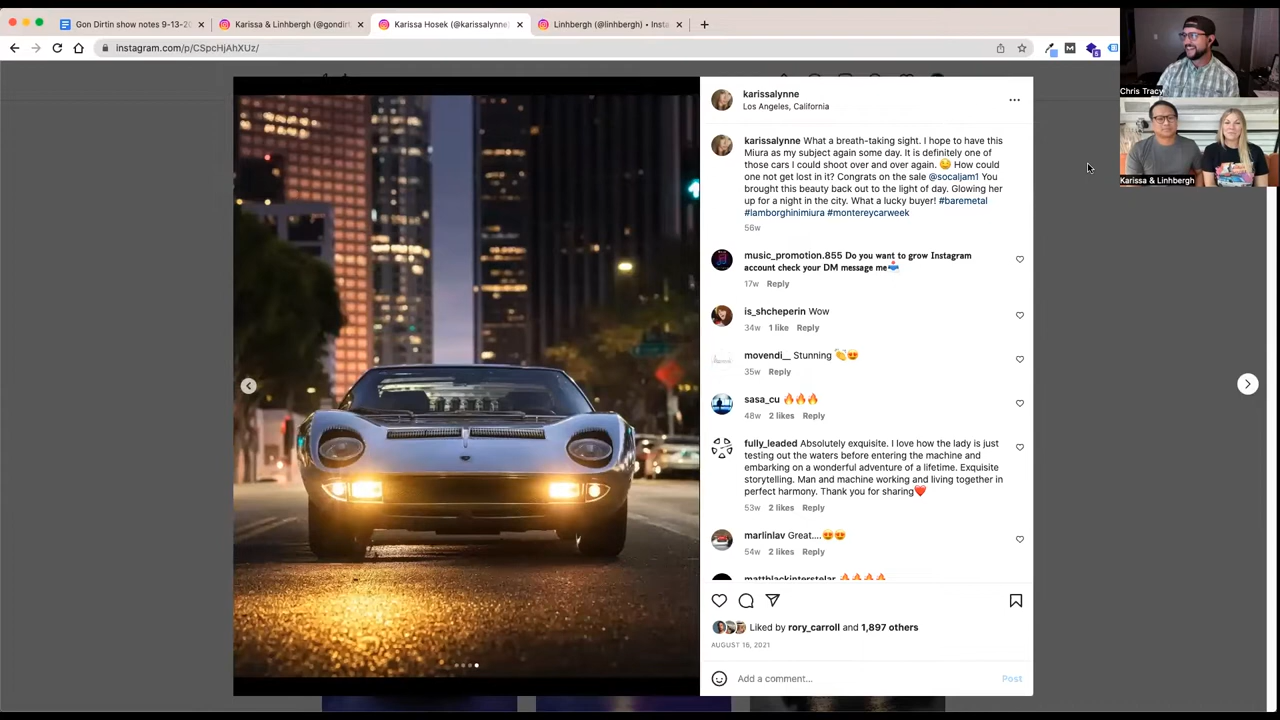 Gon Dirtin show notes 9-13-20
Karissa & Linhbergh (@gondirt
Karissa Hosek (@karissalynne)
Linhbergh (@linhbergh) • Insta
instagram.com/p/CSpcHjAhXUz/
Chris Tracy
Karissa & Linhbergh
karissalynne
Los Angeles, California
karissalynne What a breath-taking sight. I hope to have this
Miura as my subject again some day. It is definitely one of
those cars I could shoot over and over again. 😌 How could
one not get lost in it? Congrats on the sale @socaljam1 You
brought this beauty back out to the light of day. Glowing her
up for a night in the city. What a lucky buyer! #baremetal
#lamborghinimiura #montereycarweek
56w
music_promotion.855 Do you want to grow Instagram
account check your DM message me📩
17w Reply
is_shcheperin Wow
34w 1 like Reply
movendi__ Stunning 👏😍
35w Reply
sasa_cu 🔥🔥🔥
48w 2 likes Reply
fully_leaded Absolutely exquisite. I love how the lady is just
testing out the waters before entering the machine and
embarking on a wonderful adventure of a lifetime. Exquisite
storytelling. Man and machine working and living together in
perfect harmony. Thank you for sharing❤️
53w 2 likes Reply
marlinlav Great....😍😍
54w 2 likes Reply
mattblackinterstelar 🔥🔥🔥🔥
Liked by rory_carroll and 1,897 others
AUGUST 16, 2021
Add a comment...
Post